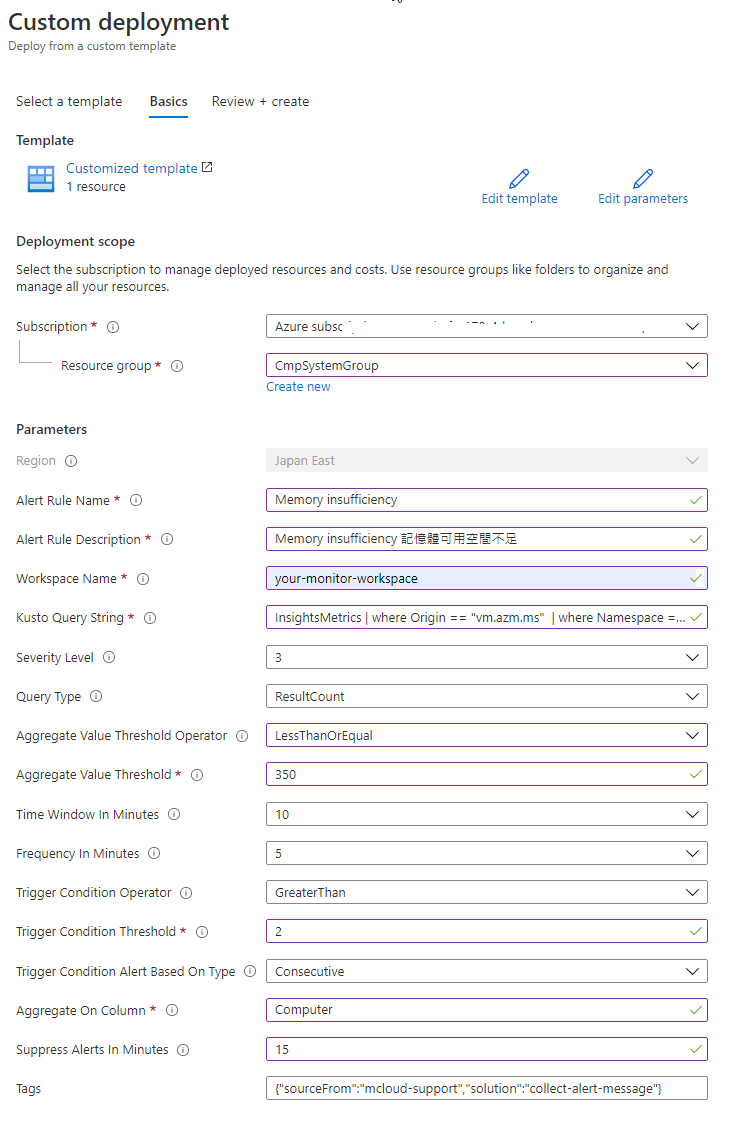 Custom deployment
Deploy from a custom template
Select a template Basics Review + create
Template
Customized template
1 resource
Edit template Edit parameters
Deployment scope
Select the subscription to manage deployed resources and costs. Use resource groups like folders to organize and
manage all your resources.
Subscription * Azure subsc
Resource group * CmpSystemGroup
Create new
Parameters
Region Japan East
Alert Rule Name * Memory insufficiency
Alert Rule Description * Memory insufficiency 記憶體可用空間不足
Workspace Name * your-monitor-workspace
Kusto Query String * InsightsMetrics | where Origin == "vm.azm.ms" | where Namespace =...
Severity Level 3
Query Type ResultCount
Aggregate Value Threshold Operator LessThanOrEqual
Aggregate Value Threshold * 350
Time Window In Minutes 10
Frequency In Minutes 5
Trigger Condition Operator GreaterThan
Trigger Condition Threshold * 2
Trigger Condition Alert Based On Type Consecutive
Aggregate On Column * Computer
Suppress Alerts In Minutes 15
Tags {"sourceFrom":"mcloud-support","solution":"collect-alert-message"}